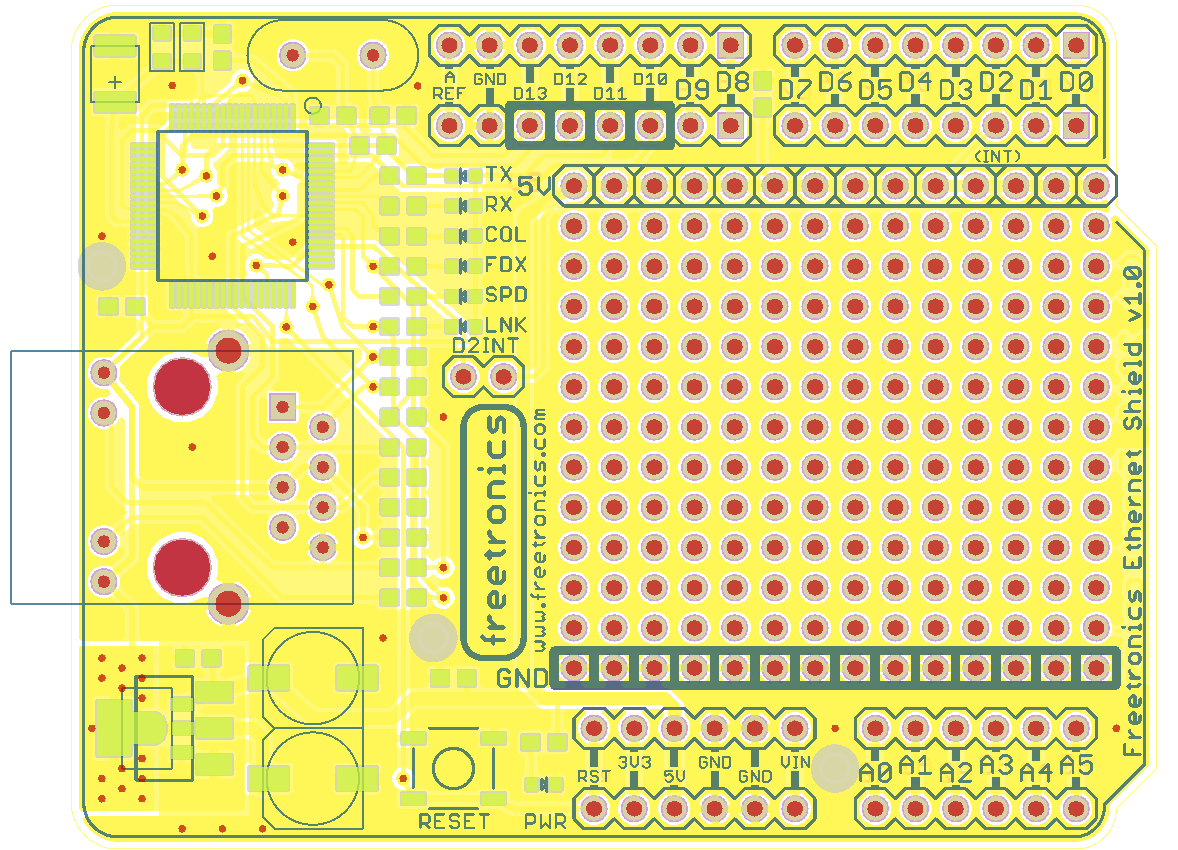 A REF GND D13 D12 D11 D10 D9 D8 D7 D6 D5 D4 D3 D2 D1 D0
(INT)
TX 5V
RX
COL
FDX
SPD
LNK
D2INT
freetronics
www.freetronics.com
Freetronics Ethernet Shield v1.0
GND
RST 3V3 5V GND GND VIN A0 A1 A2 A3 A4 A5
RESET PWR
+